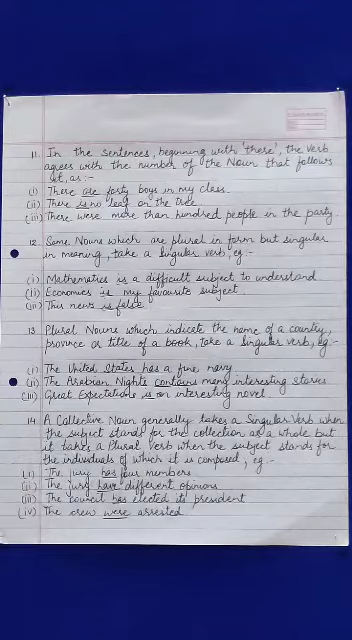 11. In the sentences, beginning with 'there', the verb
agrees with the number of the Noun that follows
it, as:-
(i) There are forty boys in my class.
(ii) There is no leaf on the tree
(iii) There were more than hundred people in the party.
12. Some Nouns which are plural in form but singular
in meaning, take a singular verb, eg:-
(i) Mathematics is a difficult subject to understand
(ii) Economics is my favourite subject
(iii) This news is false.
13. Plural Nouns which indicate the name of a country,
province or title of a book, take a Singular verb, eg:-
(i) The United States has a fine navy
(ii) The Arabian Nights contains many interesting stories
(iii) Great Expectations is an interesting novel.
14. A Collective Noun generally takes a Singular Verb when
the subject stands for the collection as a whole but
it takes a Plural Verb when the subject stands for
the individuals of which it is composed, eg:-
(i) The jury has four members
(ii) The jury have different opinions
(iii) The council has elected its president
(iv) The crew were arrested